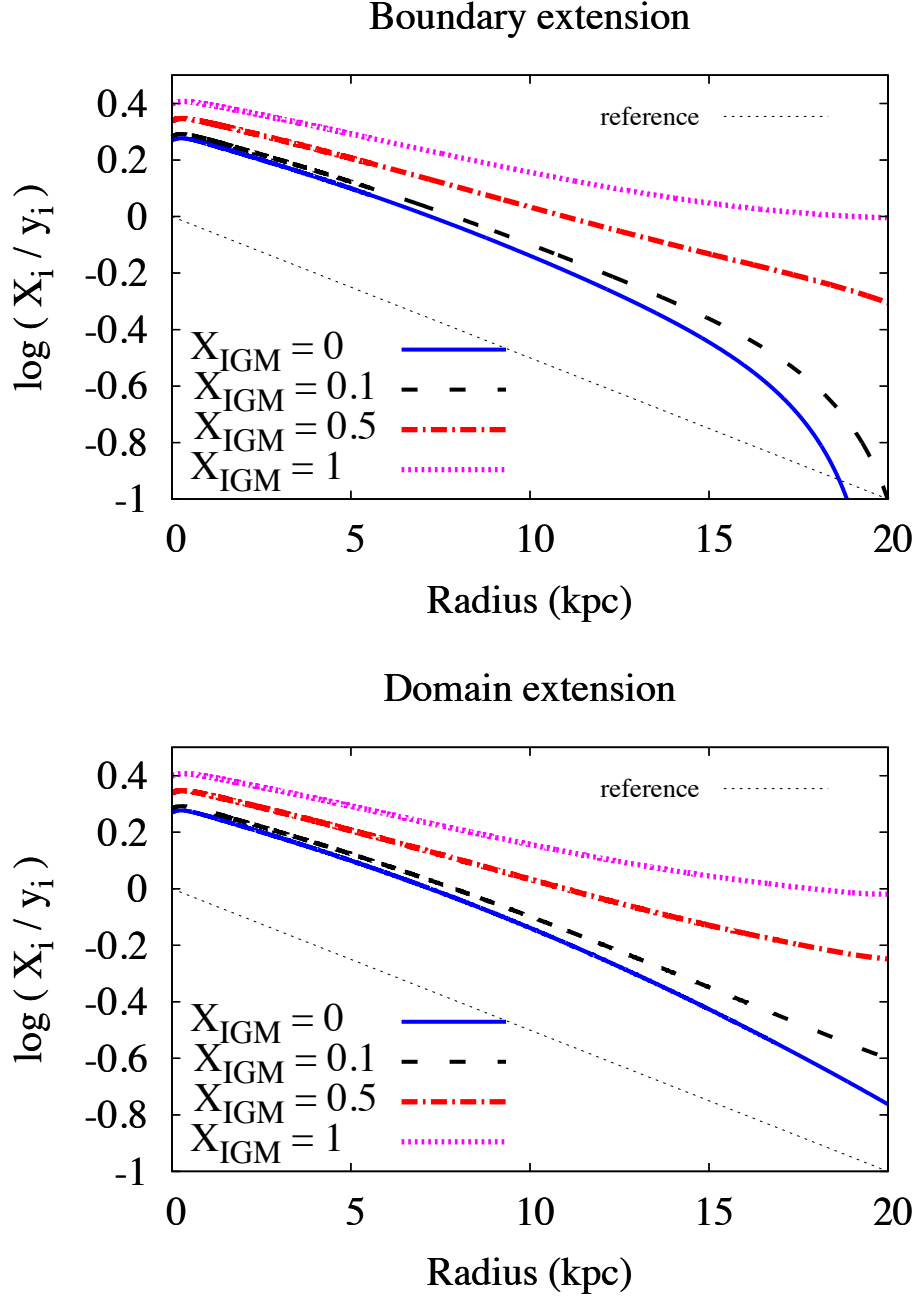 Boundary extension
log ( X_i / y_i )
0.4
0.2
0
-0.2
-0.4
-0.6
-0.8
-1
reference
X_IGM = 0
X_IGM = 0.1
X_IGM = 0.5
X_IGM = 1
0 5 10 15 20
Radius (kpc)
Domain extension
log ( X_i / y_i )
0.4
0.2
0
-0.2
-0.4
-0.6
-0.8
-1
reference
X_IGM = 0
X_IGM = 0.1
X_IGM = 0.5
X_IGM = 1
0 5 10 15 20
Radius (kpc)